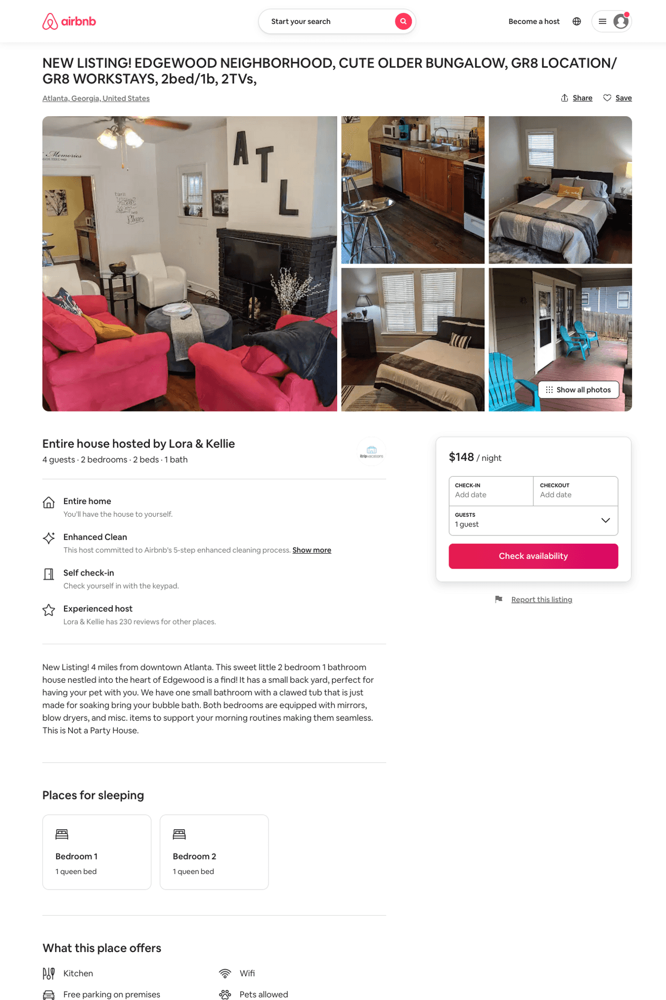 airbnb
Start your search
Become a host
NEW LISTING! EDGEWOOD NEIGHBORHOOD, CUTE OLDER BUNGALOW, GR8 LOCATION/
GR8 WORKSTAYS, 2bed/1b, 2TVs,
Atlanta, Georgia, United States
Share
Save
Memories
A T L
turn
into
Plans
Show all photos
Entire house hosted by Lora & Kellie
4 guests · 2 bedrooms · 2 beds · 1 bath
itripvacations
$148 / night
CHECK-IN
Add date
CHECKOUT
Add date
GUESTS
1 guest
Check availability
Report this listing
Entire home
You'll have the house to yourself.
Enhanced Clean
This host committed to Airbnb's 5-step enhanced cleaning process. Show more
Self check-in
Check yourself in with the keypad.
Experienced host
Lora & Kellie has 230 reviews for other places.
New Listing! 4 miles from downtown Atlanta. This sweet little 2 bedroom 1 bathroom
house nestled into the heart of Edgewood is a find! It has a small back yard, perfect for
having your pet with you. We have one small bathroom with a clawed tub that is just
made for soaking bring your bubble bath. Both bedrooms are equipped with mirrors,
blow dryers, and misc. items to support your morning routines making them seamless.
This is Not a Party House.
Places for sleeping
Bedroom 1
1 queen bed
Bedroom 2
1 queen bed
What this place offers
Kitchen
Wifi
Free parking on premises
Pets allowed